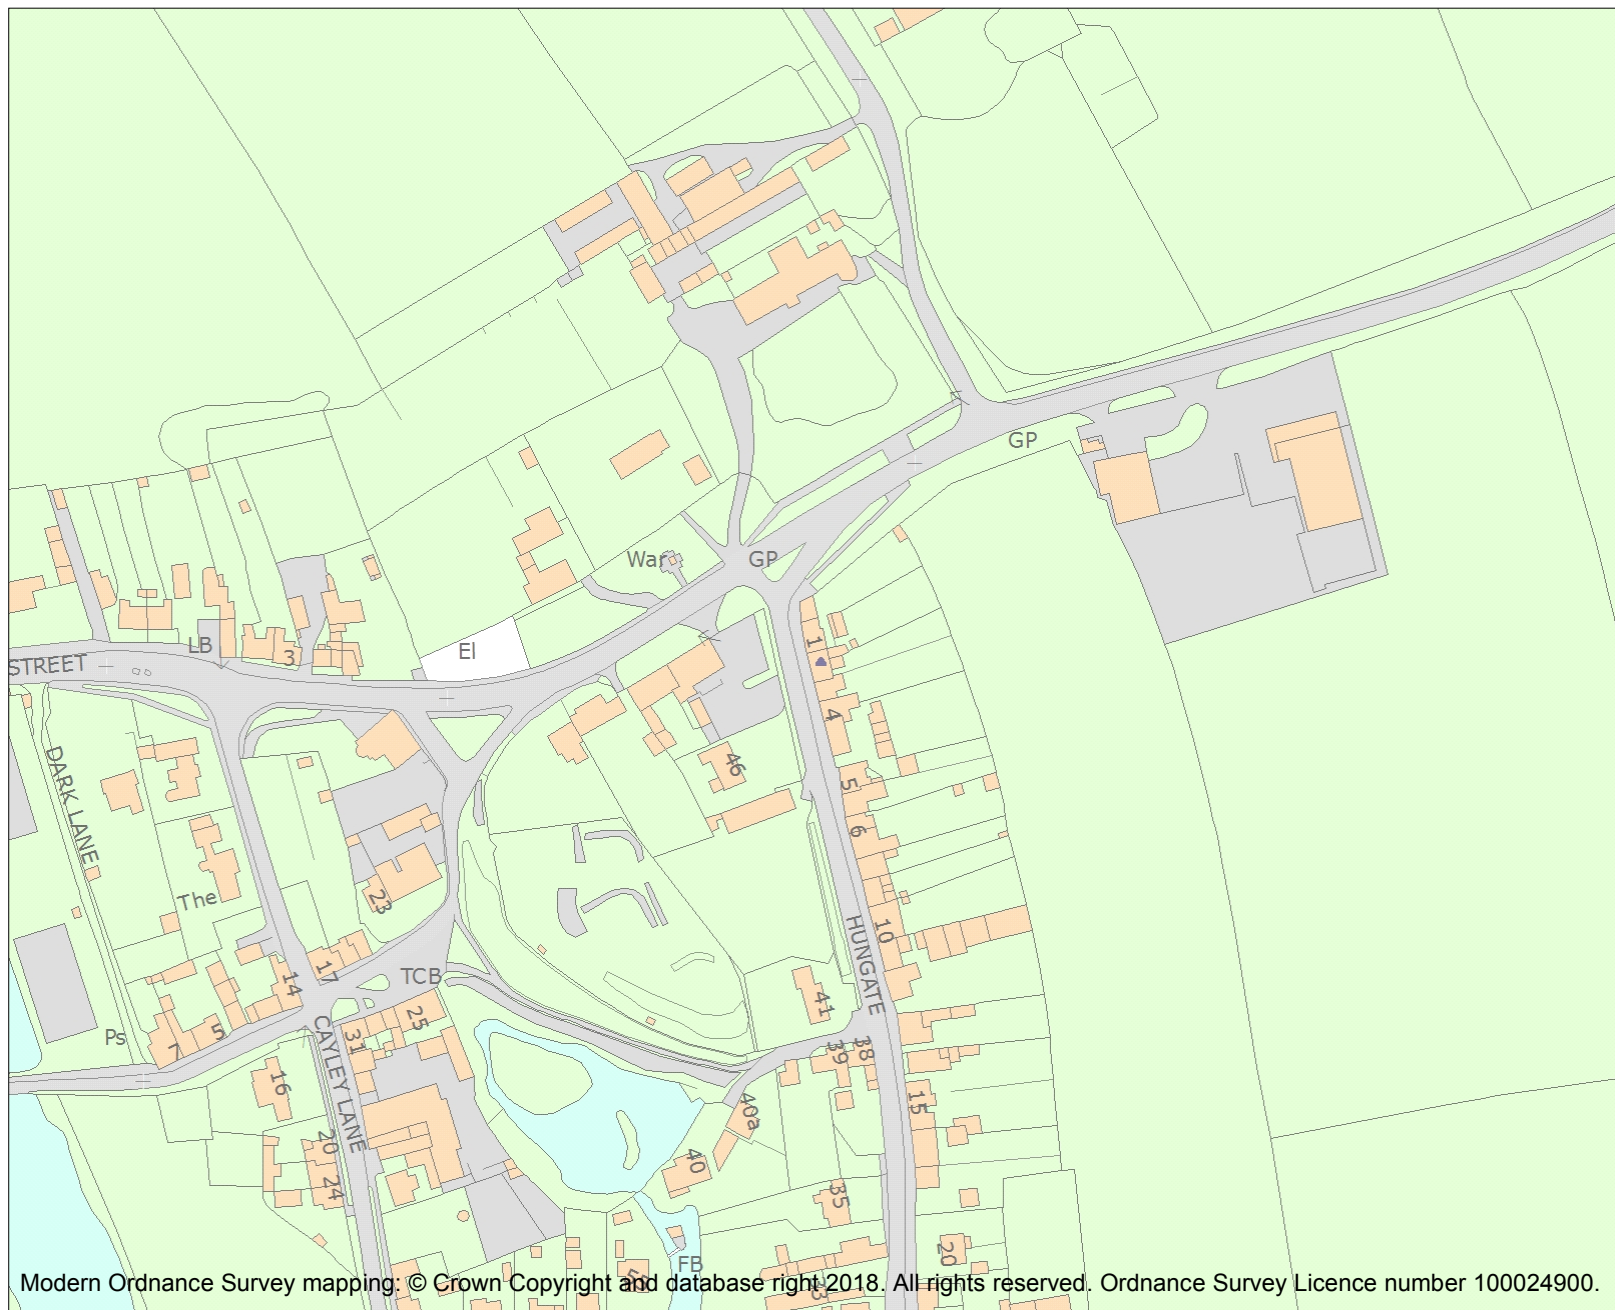 GP
War
GP
LB
STREET
3
El
1
4
46
5
DARK LANE
6
23
The
10
HUNGATE
17
TCB
14
41
25
Ps
7
5
31
CAYLEY LANE
39
38
16
40a
15
20
40
24
35
20
FB
33
Modern Ordnance Survey mapping: © Crown Copyright and database right 2018. All rights reserved. Ordnance Survey Licence number 100024900.